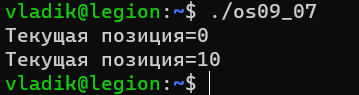 vladik@legion:~$ ./os09_07
Текущая позиция=0
Текущая позиция=10
vladik@legion:~$